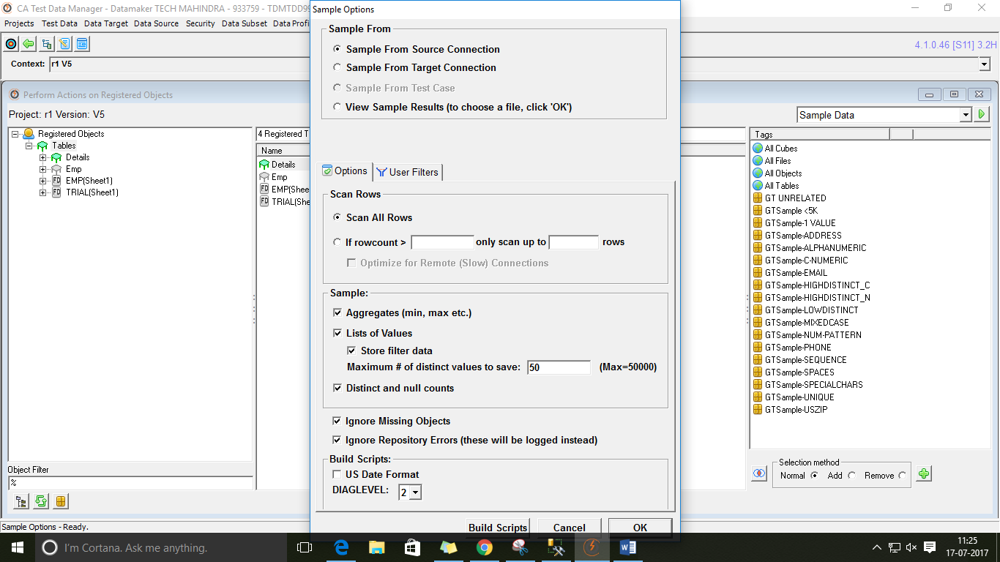 CA Test Data Manager - Datamaker TECH MAHINDRA - 933759 - TDMTDD99
Projects Test Data Data Target Data Source Security Data Subset Data Profi
4.1.0.46 [S11] 3.2H
Context: r1 V5
Perform Actions on Registered Objects
Project: r1 Version: V5
Sample Data
Registered Objects
Tables
Details
Emp
EMP(Sheet1)
TRIAL(Sheet1)
Object Filter
%
4 Registered T
Name
Details
Emp
EMP(Shee
TRIAL(She
Sample Options
Sample From
Sample From Source Connection
Sample From Target Connection
Sample From Test Case
View Sample Results (to choose a file, click 'OK')
Options User Filters
Scan Rows
Scan All Rows
If rowcount > only scan up to rows
Optimize for Remote (Slow) Connections
Sample:
Aggregates (min, max etc.)
Lists of Values
Store filter data
Maximum # of distinct values to save: 50 (Max=50000)
Distinct and null counts
Ignore Missing Objects
Ignore Repository Errors (these will be logged instead)
Build Scripts:
US Date Format
DIAGLEVEL: 2
Build Scripts Cancel OK
Tags
All Cubes
All Files
All Objects
All Tables
GT UNRELATED
GTSample <5K
GTSample-1 VALUE
GTSample-ADDRESS
GTSample-ALPHANUMERIC
GTSample-C-NUMERIC
GTSample-EMAIL
GTSample-HIGHDISTINCT_C
GTSample-HIGHDISTINCT_N
GTSample-LOWDISTINCT
GTSample-MIXEDCASE
GTSample-NUM-PATTERN
GTSample-PHONE
GTSample-SEQUENCE
GTSample-SPACES
GTSample-SPECIALCHARS
GTSample-UNIQUE
GTSample-USZIP
Selection method
Normal Add Remove
Sample Options - Ready.
I'm Cortana. Ask me anything.
11:25
17-07-2017